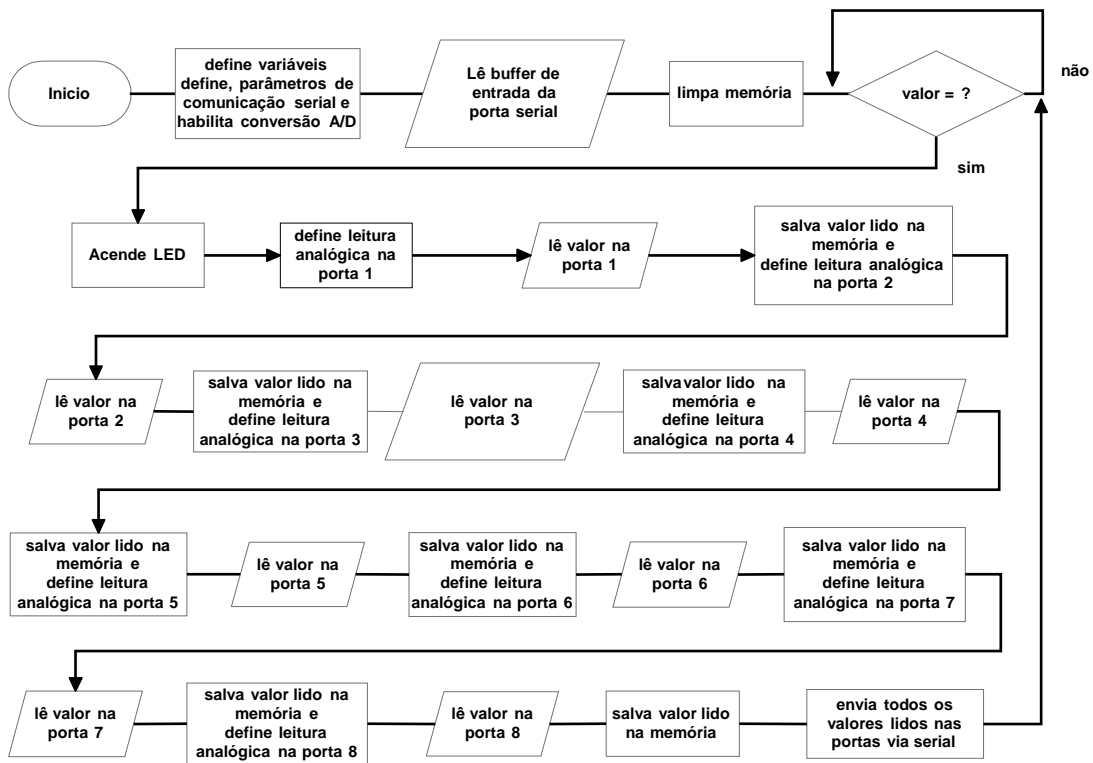 Inicio
define variáveis
define, parâmetros de
comunicação serial e
habilita conversão A/D
Lê buffer de
entrada da
porta serial
limpa memória
valor = ?
não
sim
Acende LED
define leitura
analógica na
porta 1
lê valor na
porta 1
salva valor lido na
memória e
define leitura analógica
na porta 2
lê valor na
porta 2
salva valor lido na
memória e
define leitura
analógica na porta 3
lê valor na
porta 3
salva valor lido na
memória e
define leitura
analógica na porta 4
lê valor na
porta 4
salva valor lido na
memória e
define leitura
analógica na porta 5
lê valor na
porta 5
salva valor lido na
memória e
define leitura
analógica na porta 6
lê valor na
porta 6
salva valor lido na
memória e
define leitura
analógica na porta 7
lê valor na
porta 7
salva valor lido na
memória e
define leitura
analógica na porta 8
lê valor na
porta 8
salva valor lido
na memória
envia todos os
valores lidos nas
portas via serial